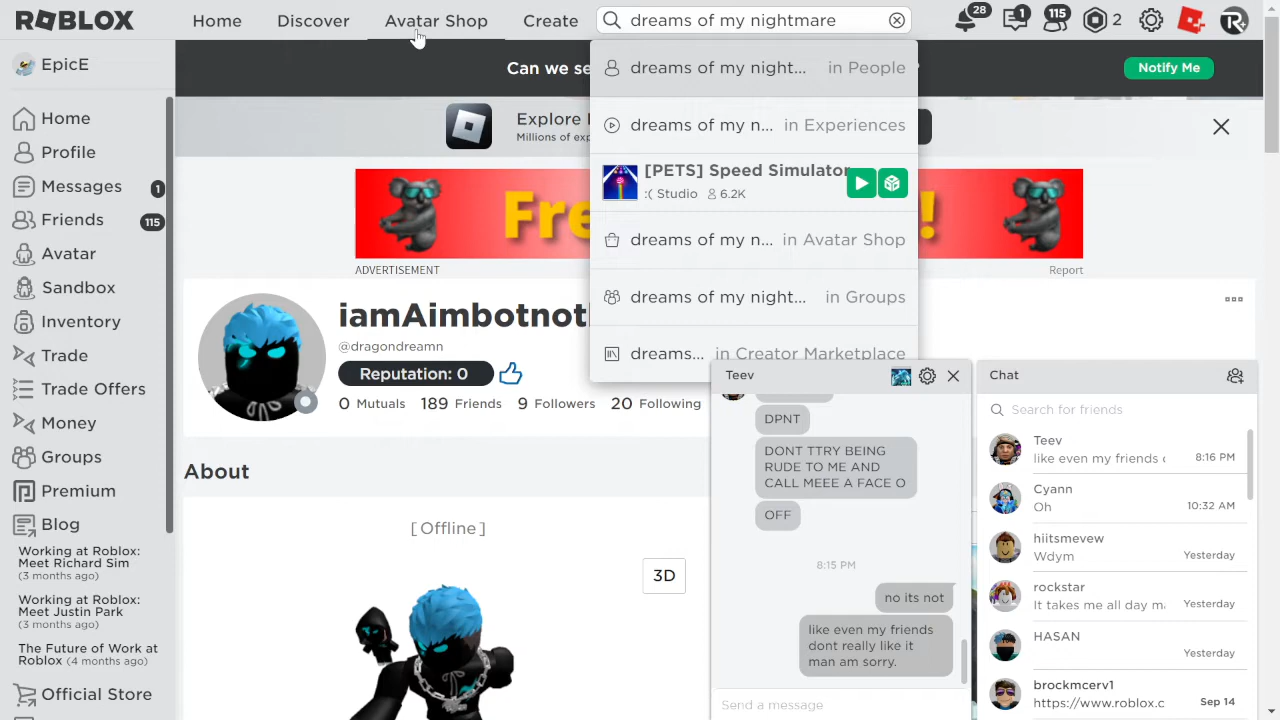 ROBLOX
Home
Discover
Avatar Shop
Create
dreams of my nightmare
28
1
115
2
EpicE
Can we se
Notify Me
Explore
Millions of exp
dreams of my night... in People
dreams of my n... in Experiences
[PETS] Speed Simulator
:( Studio 6.2K
dreams of my n... in Avatar Shop
dreams of my night... in Groups
dreams... in Creator Marketplace
Home
Profile
Messages 1
Friends 115
Avatar
Sandbox
Inventory
Trade
Trade Offers
Money
Groups
Premium
Blog
Working at Roblox:
Meet Richard Sim
(3 months ago)
Working at Roblox:
Meet Justin Park
(3 months ago)
The Future of Work at
Roblox (4 months ago)
Official Store
Fre
!
ADVERTISEMENT
Report
iamAimbotnot
@dragondreamn
Reputation: 0
0 Mutuals
189 Friends
9 Followers
20 Following
About
[ Offline ]
3D
Teev
DPNT
DONT TTRY BEING
RUDE TO ME AND
CALL MEEE A FACE O
OFF
8:15 PM
no its not
like even my friends
dont really like it
man am sorry.
Send a message
Chat
Search for friends
Teev
like even my friends 8:16 PM
Cyann
Oh 10:32 AM
hiitsmevew
Wdym Yesterday
rockstar
It takes me all day m Yesterday
HASAN
Yesterday
brockmcerv1
https://www.roblox.c Sep 14